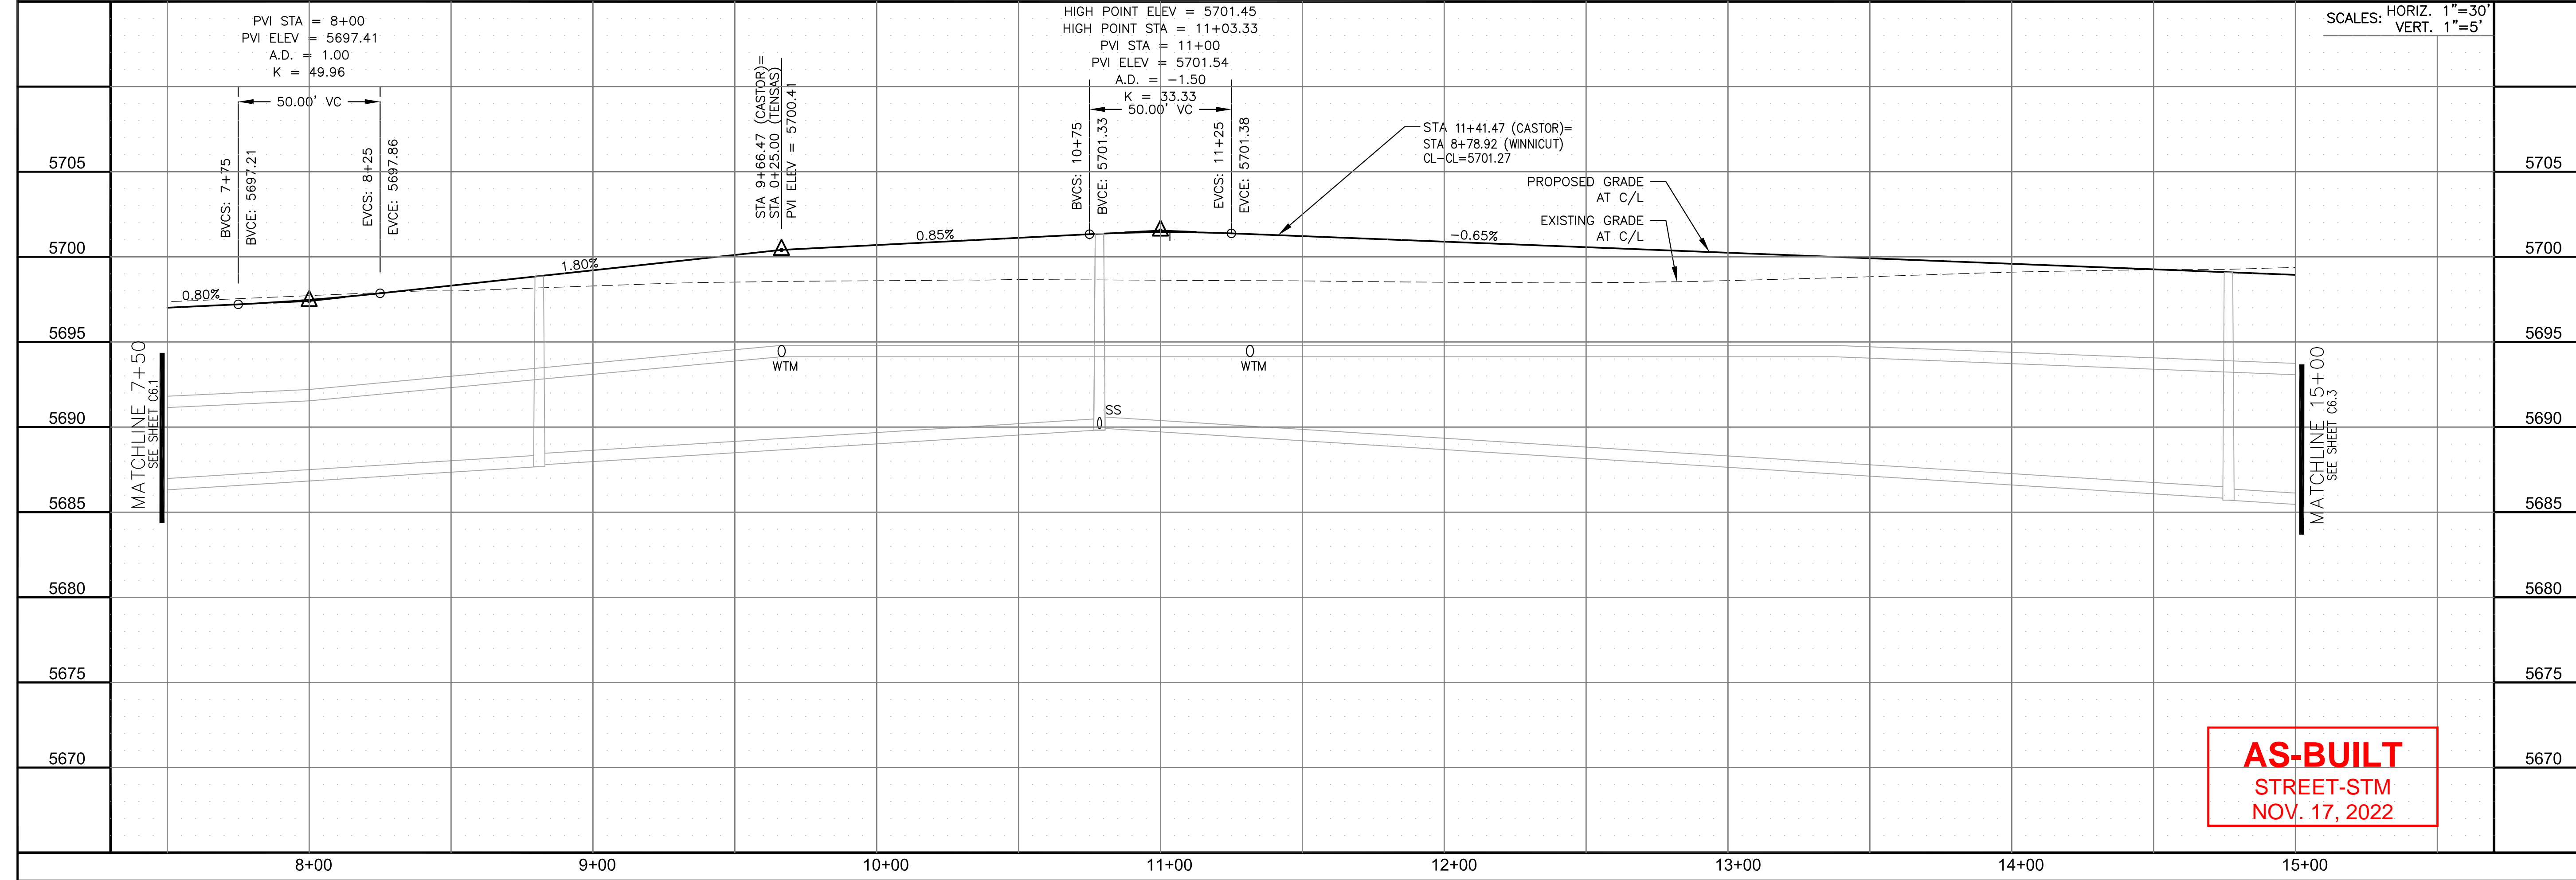 PVI STA = 8+00
PVI ELEV = 5697.41
A.D. = 1.00
K = 49.96
50.00' VC
BVCS: 7+75
BVCE: 5697.21
EVCS: 8+25
EVCE: 5697.86
STA 9+66.47 (CASTOR)=
STA 0+25.00 (TENSAS)
PVI ELEV = 5700.41
HIGH POINT ELEV = 5701.45
HIGH POINT STA = 11+03.33
PVI STA = 11+00
PVI ELEV = 5701.54
A.D. = -1.50
K = 33.33
50.00' VC
BVCS: 10+75
BVCE: 5701.33
EVCS: 11+25
EVCE: 5701.38
STA 11+41.47 (CASTOR)=
STA 8+78.92 (WINNICUT)
CL-CL=5701.27
PROPOSED GRADE
AT C/L
EXISTING GRADE
AT C/L
SCALES: HORIZ. 1"=30'
VERT. 1"=5'
0.80%
1.80%
0.85%
-0.65%
WTM
WTM
SS
MATCHLINE 7+50
SEE SHEET C6.1
MATCHLINE 15+00
SEE SHEET C6.3
5705
5700
5695
5690
5685
5680
5675
5670
5705
5700
5695
5690
5685
5680
5675
5670
AS-BUILT
STREET-STM
NOV. 17, 2022
8+00
9+00
10+00
11+00
12+00
13+00
14+00
15+00